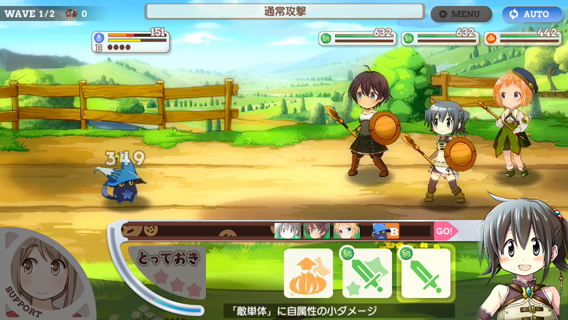 WAVE 1/2 0
通常攻撃
MENU
AUTO
151
B
632
632
442
349
B
GO!
とっておき
SUPPORT
「敵単体」に自属性の小ダメージ